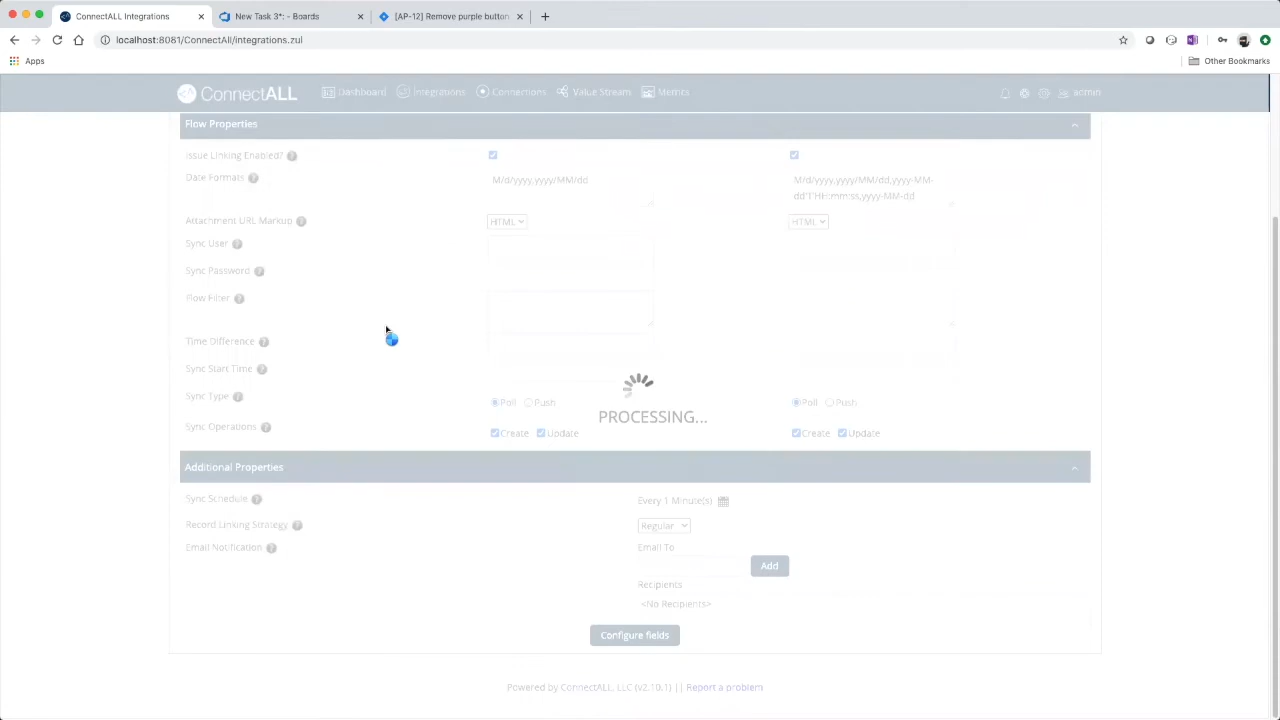 ConnectALL Integrations
New Task 3*: - Boards
[AP-12] Remove purple button
localhost:8081/ConnectAll/integrations.zul
Apps
Other Bookmarks
ConnectALL
Dashboard
Integrations
Connections
Value Stream
Metrics
admin
Flow Properties
Issue Linking Enabled?
Date Formats
M/d/yyyy,yyyy/MM/dd
M/d/yyyy,yyyy/MM/dd,yyyy-MM-
dd'T'HH:mm:ss,yyyy-MM-dd
Attachment URL Markup
HTML
HTML
Sync User
Sync Password
Flow Filter
Time Difference
Sync Start Time
Sync Type
Poll Push
Poll Push
PROCESSING...
Sync Operations
Create Update
Create Update
Additional Properties
Sync Schedule
Every 1 Minute(s)
Record Linking Strategy
Regular
Email Notification
Email To
Add
Recipients
<No Recipients>
Configure fields
Powered by ConnectALL, LLC (v2.10.1) || Report a problem